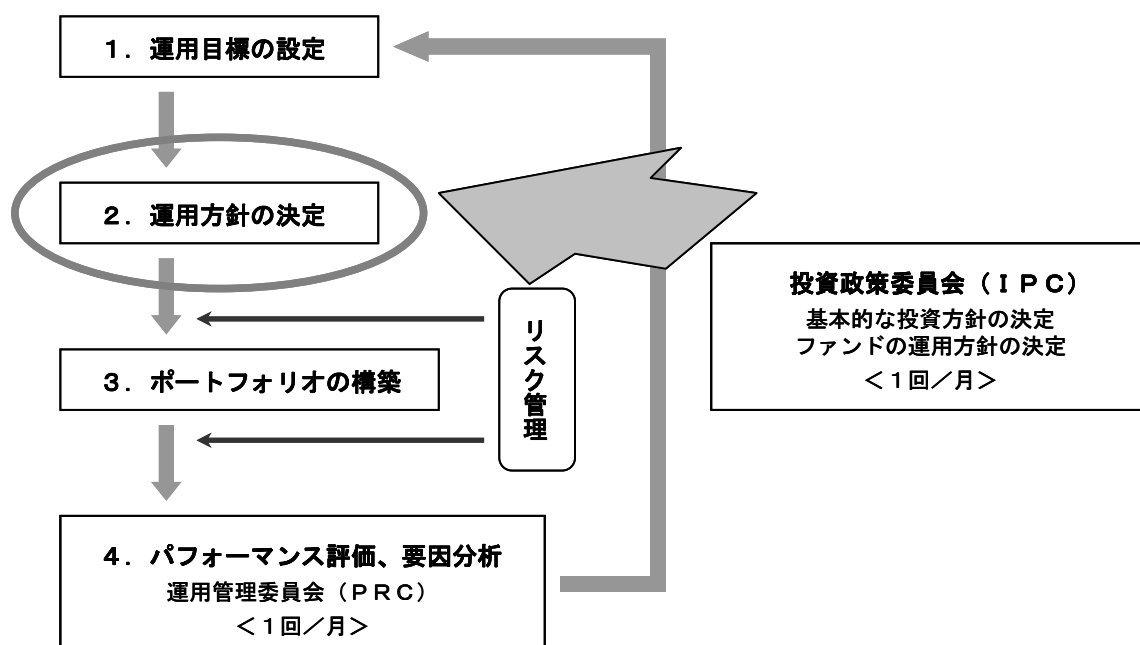 １．運用目標の設定
２．運用方針の決定
３．ポートフォリオの構築
４．パフォーマンス評価、要因分析
運用管理委員会（ＰＲＣ）
＜１回／月＞
リスク管理
投資政策委員会（ＩＰＣ）
基本的な投資方針の決定
ファンドの運用方針の決定
＜１回／月＞